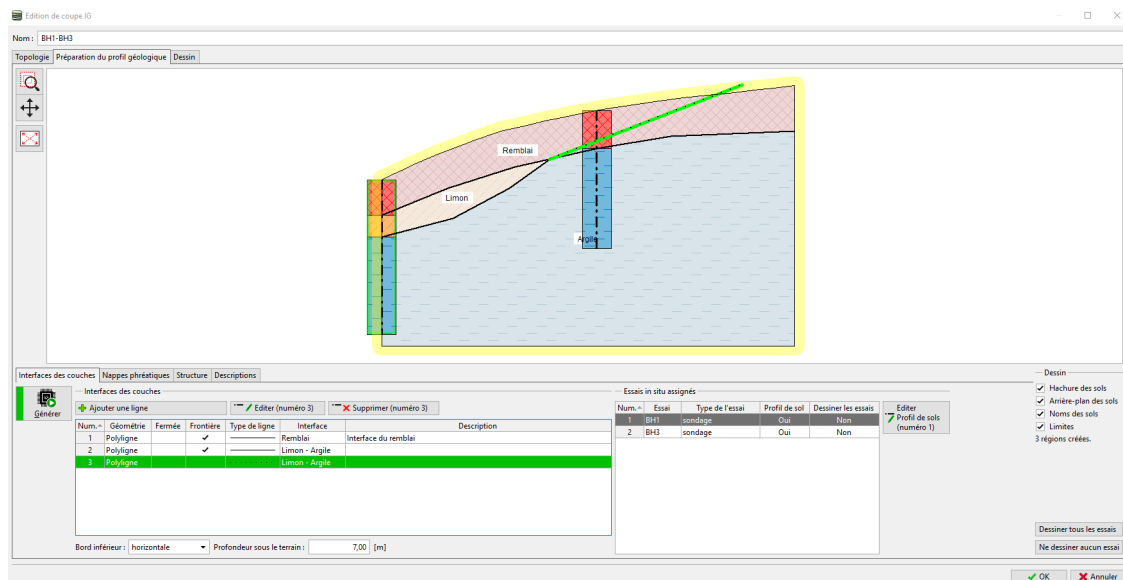 Edition de coupe IG
Nom : BH1-BH3
Topologie Préparation du profil géologique Dessin
Remblai
Limon
Argile
Interfaces des couches Nappes phréatiques Structure Descriptions
Générer
Interfaces des couches
Ajouter une ligne Editer (numéro 3) Supprimer (numéro 3)
Num. Géométrie Fermée Frontière Type de ligne Interface Description
1 Polyligne Remblai Interface du remblai
2 Polyligne Limon - Argile
3 Polyligne Limon - Argile
Bord inférieur : horizontale Profondeur sous le terrain : 7,00 [m]
Essais in situ assignés
Num. Essai Type de l'essai Profil de sol Dessiner les essais
1 BH1 sondage Oui Non
2 BH3 sondage Oui Non
Editer
Profil de sols
(numéro 1)
Dessin
Hachure des sols
Arrière-plan des sols
Noms des sols
Limites
3 régions créées.
Dessiner tous les essais
Ne dessiner aucun essai
OK Annuler